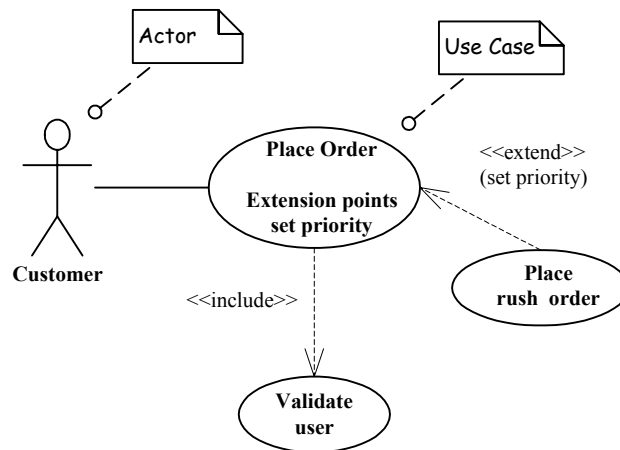 Actor
Use Case
Place Order
Extension points
set priority
<<extend>>
(set priority)
Customer
Place
rush order
<<include>>
Validate
user